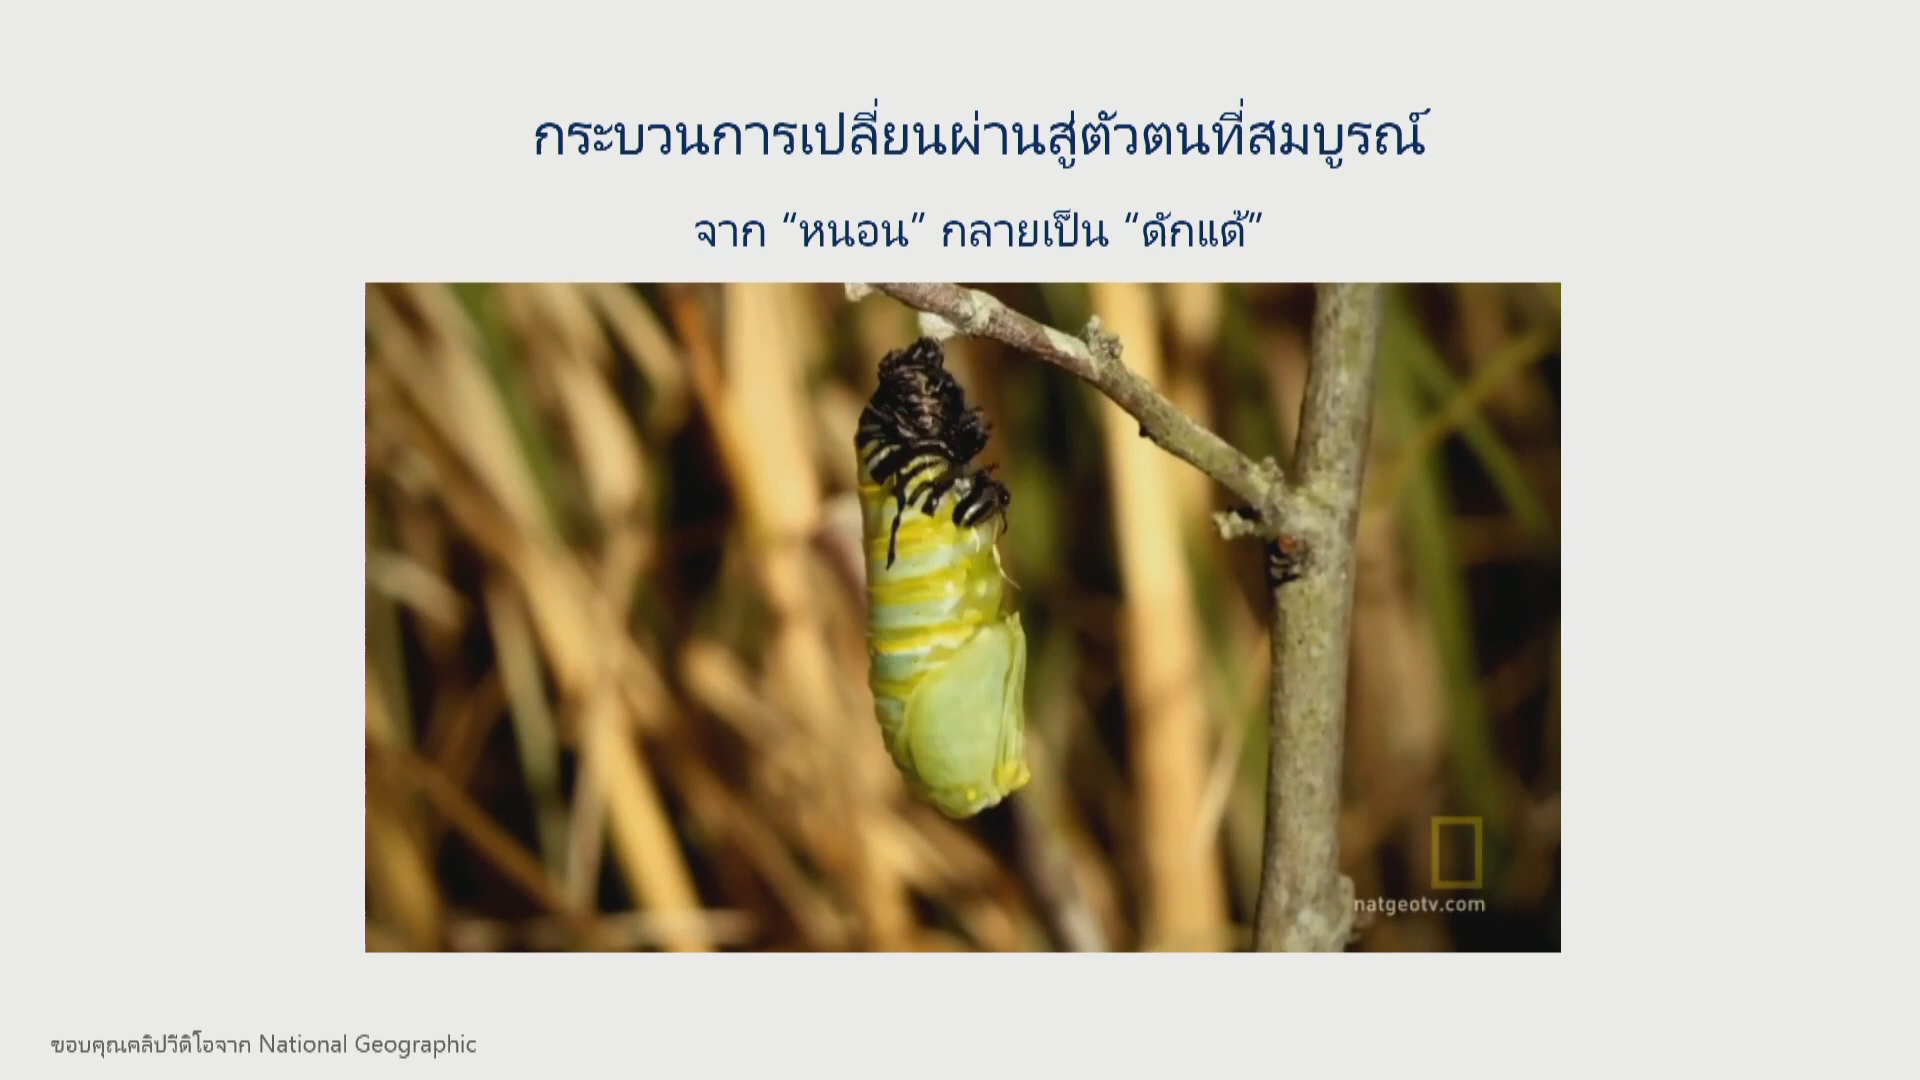 กระบวนการเปลี่ยนผ่านสู่ตัวตนที่สมบูรณ์
จาก “หนอน” กลายเป็น “ดักแด้”
natgeotv.com
ขอบคุณคลิปวีดิโอจาก National Geographic